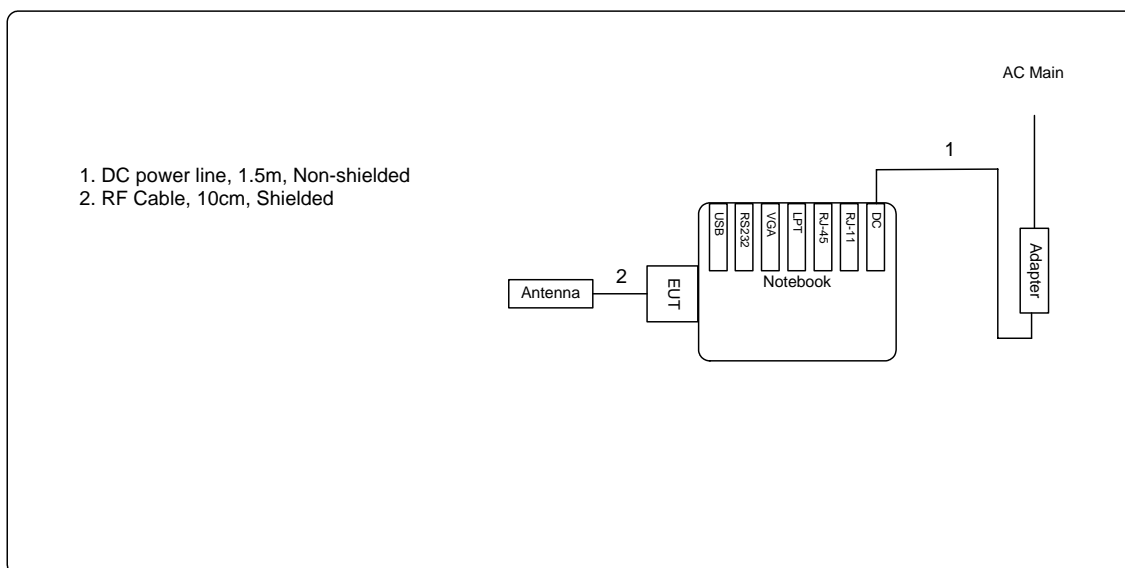 AC Main
1
1. DC power line, 1.5m, Non-shielded
2. RF Cable, 10cm, Shielded
USB
RS232
VGA
LPT
RJ-45
RJ-11
DC
Notebook
Adapter
2
EUT
Antenna